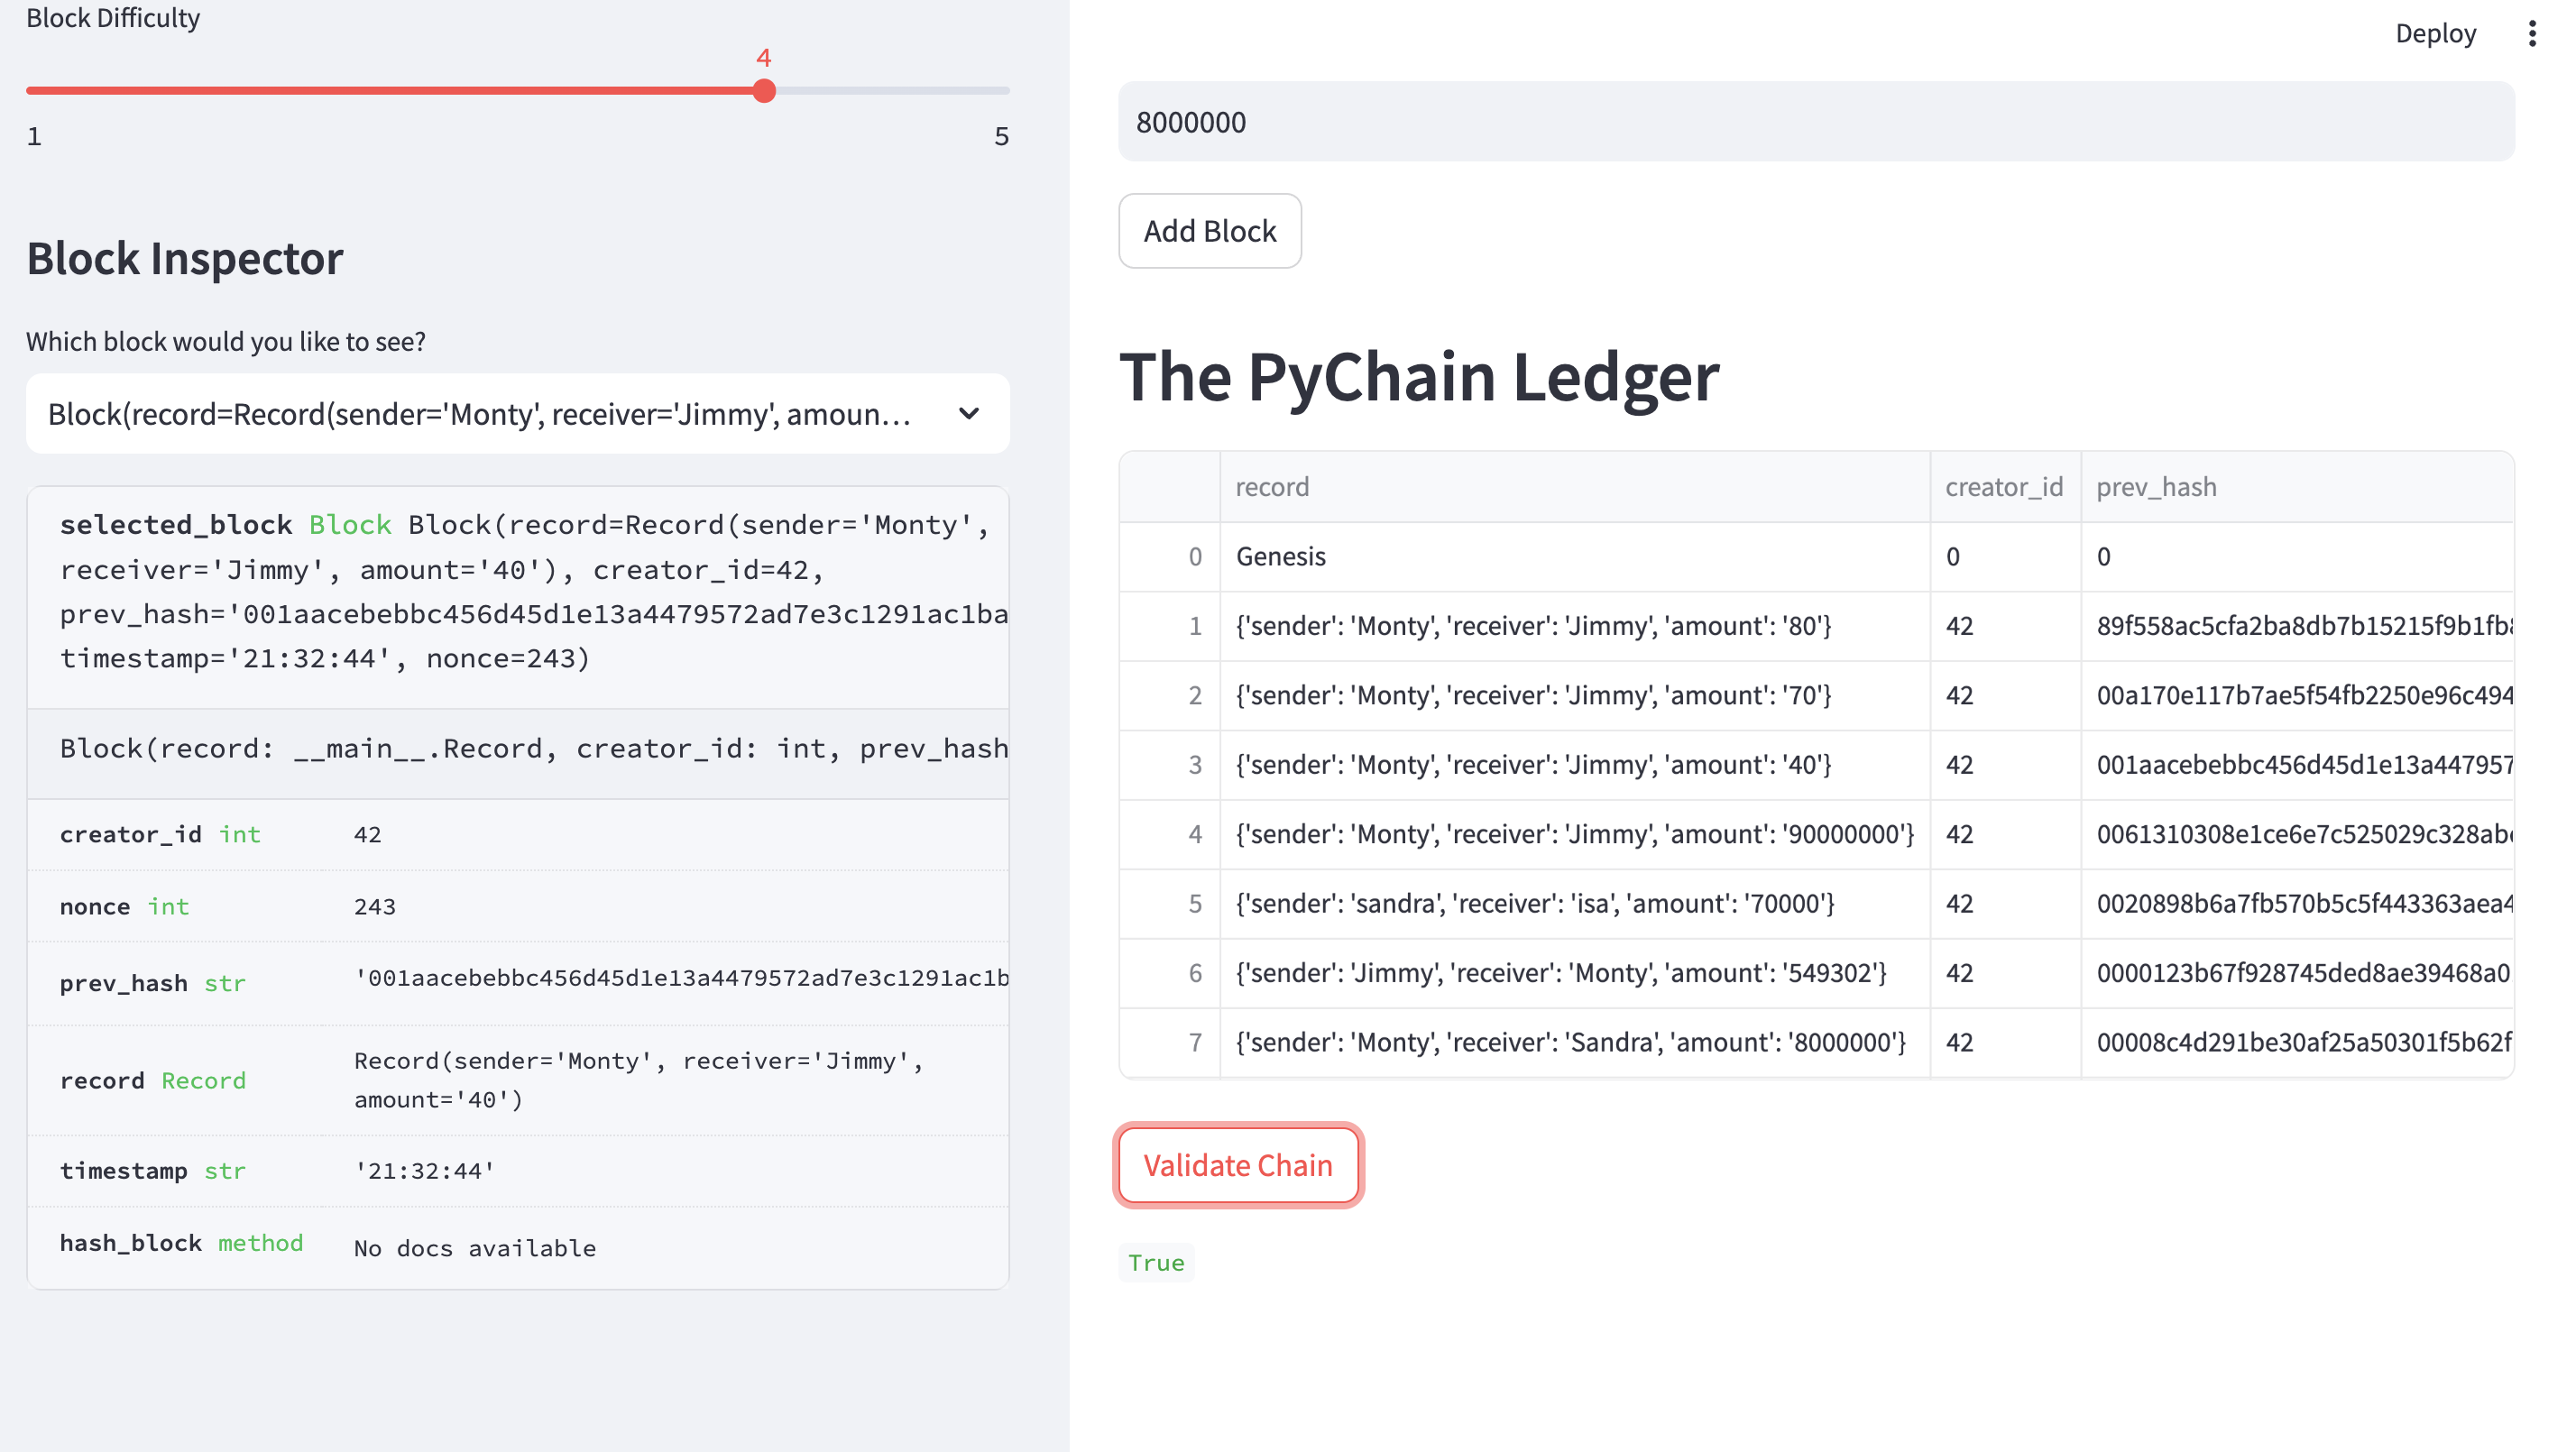 Block Difficulty
4
1
5
Block Inspector
Which block would you like to see?
Block(record=Record(sender='Monty', receiver='Jimmy', amoun...
selected_block Block Block(record=Record(sender='Monty',
receiver='Jimmy', amount='40'), creator_id=42,
prev_hash='001aacebebbc456d45d1e13a4479572ad7e3c1291ac1ba
timestamp='21:32:44', nonce=243)
Block(record: __main__.Record, creator_id: int, prev_hash
creator_id int 42
nonce int 243
prev_hash str '001aacebebbc456d45d1e13a4479572ad7e3c1291ac1b
record Record Record(sender='Monty', receiver='Jimmy',
amount='40')
timestamp str '21:32:44'
hash_block method No docs available
Deploy
8000000
Add Block
The PyChain Ledger
record creator_id prev_hash
0 Genesis 0 0
1 {'sender': 'Monty', 'receiver': 'Jimmy', 'amount': '80'} 42 89f558ac5cfa2ba8db7b15215f9b1fb
2 {'sender': 'Monty', 'receiver': 'Jimmy', 'amount': '70'} 42 00a170e117b7ae5f54fb2250e96c494
3 {'sender': 'Monty', 'receiver': 'Jimmy', 'amount': '40'} 42 001aacebebbc456d45d1e13a447957
4 {'sender': 'Monty', 'receiver': 'Jimmy', 'amount': '90000000'} 42 0061310308e1ce6e7c525029c328ab
5 {'sender': 'sandra', 'receiver': 'isa', 'amount': '70000'} 42 0020898b6a7fb570b5c5f443363aea4
6 {'sender': 'Jimmy', 'receiver': 'Monty', 'amount': '549302'} 42 0000123b67f928745ded8ae39468a0
7 {'sender': 'Monty', 'receiver': 'Sandra', 'amount': '8000000'} 42 00008c4d291be30af25a50301f5b62f
Validate Chain
True